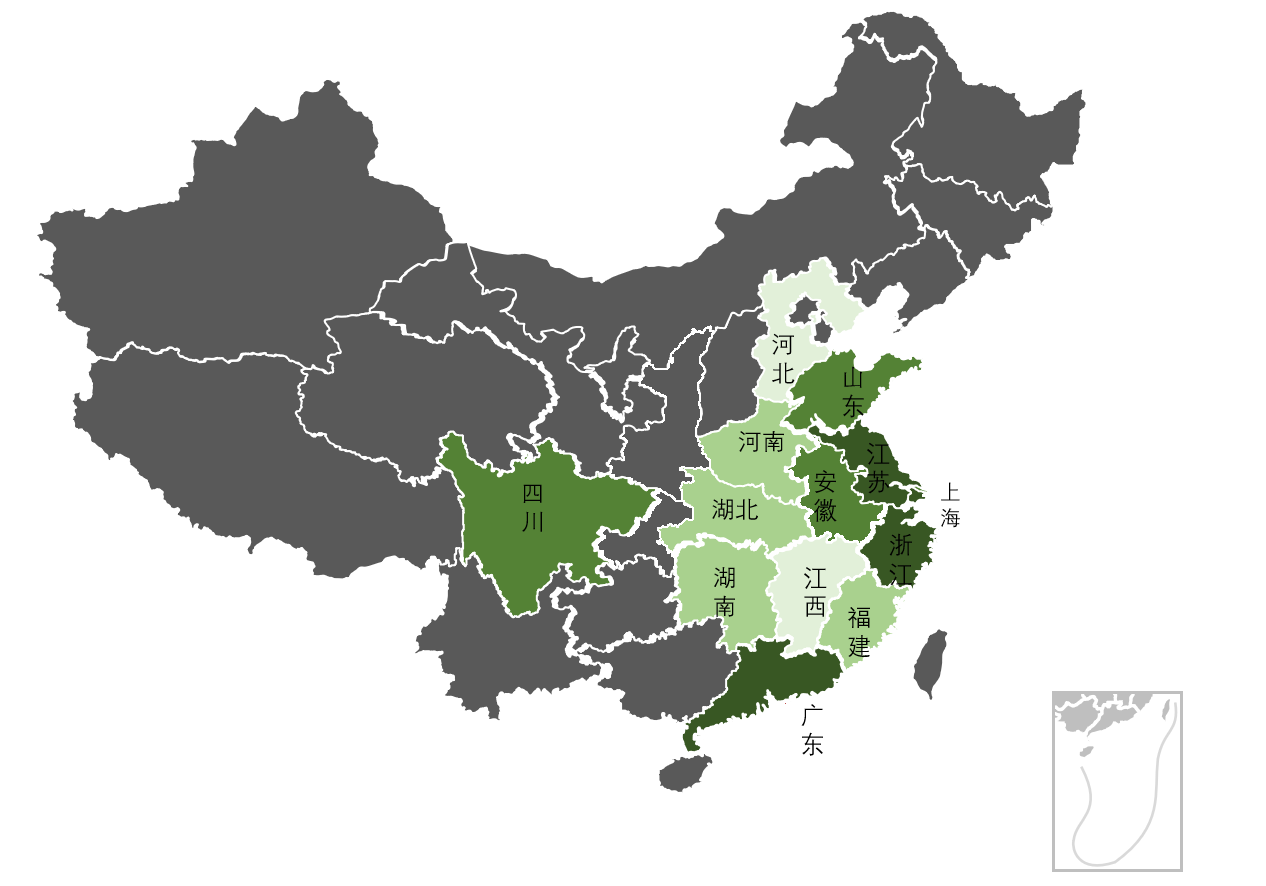 河
北
山
东
河南
江
苏
安
徽
四
川
上
海
湖北
浙
江
湖
南
江
西
福
建
广
东